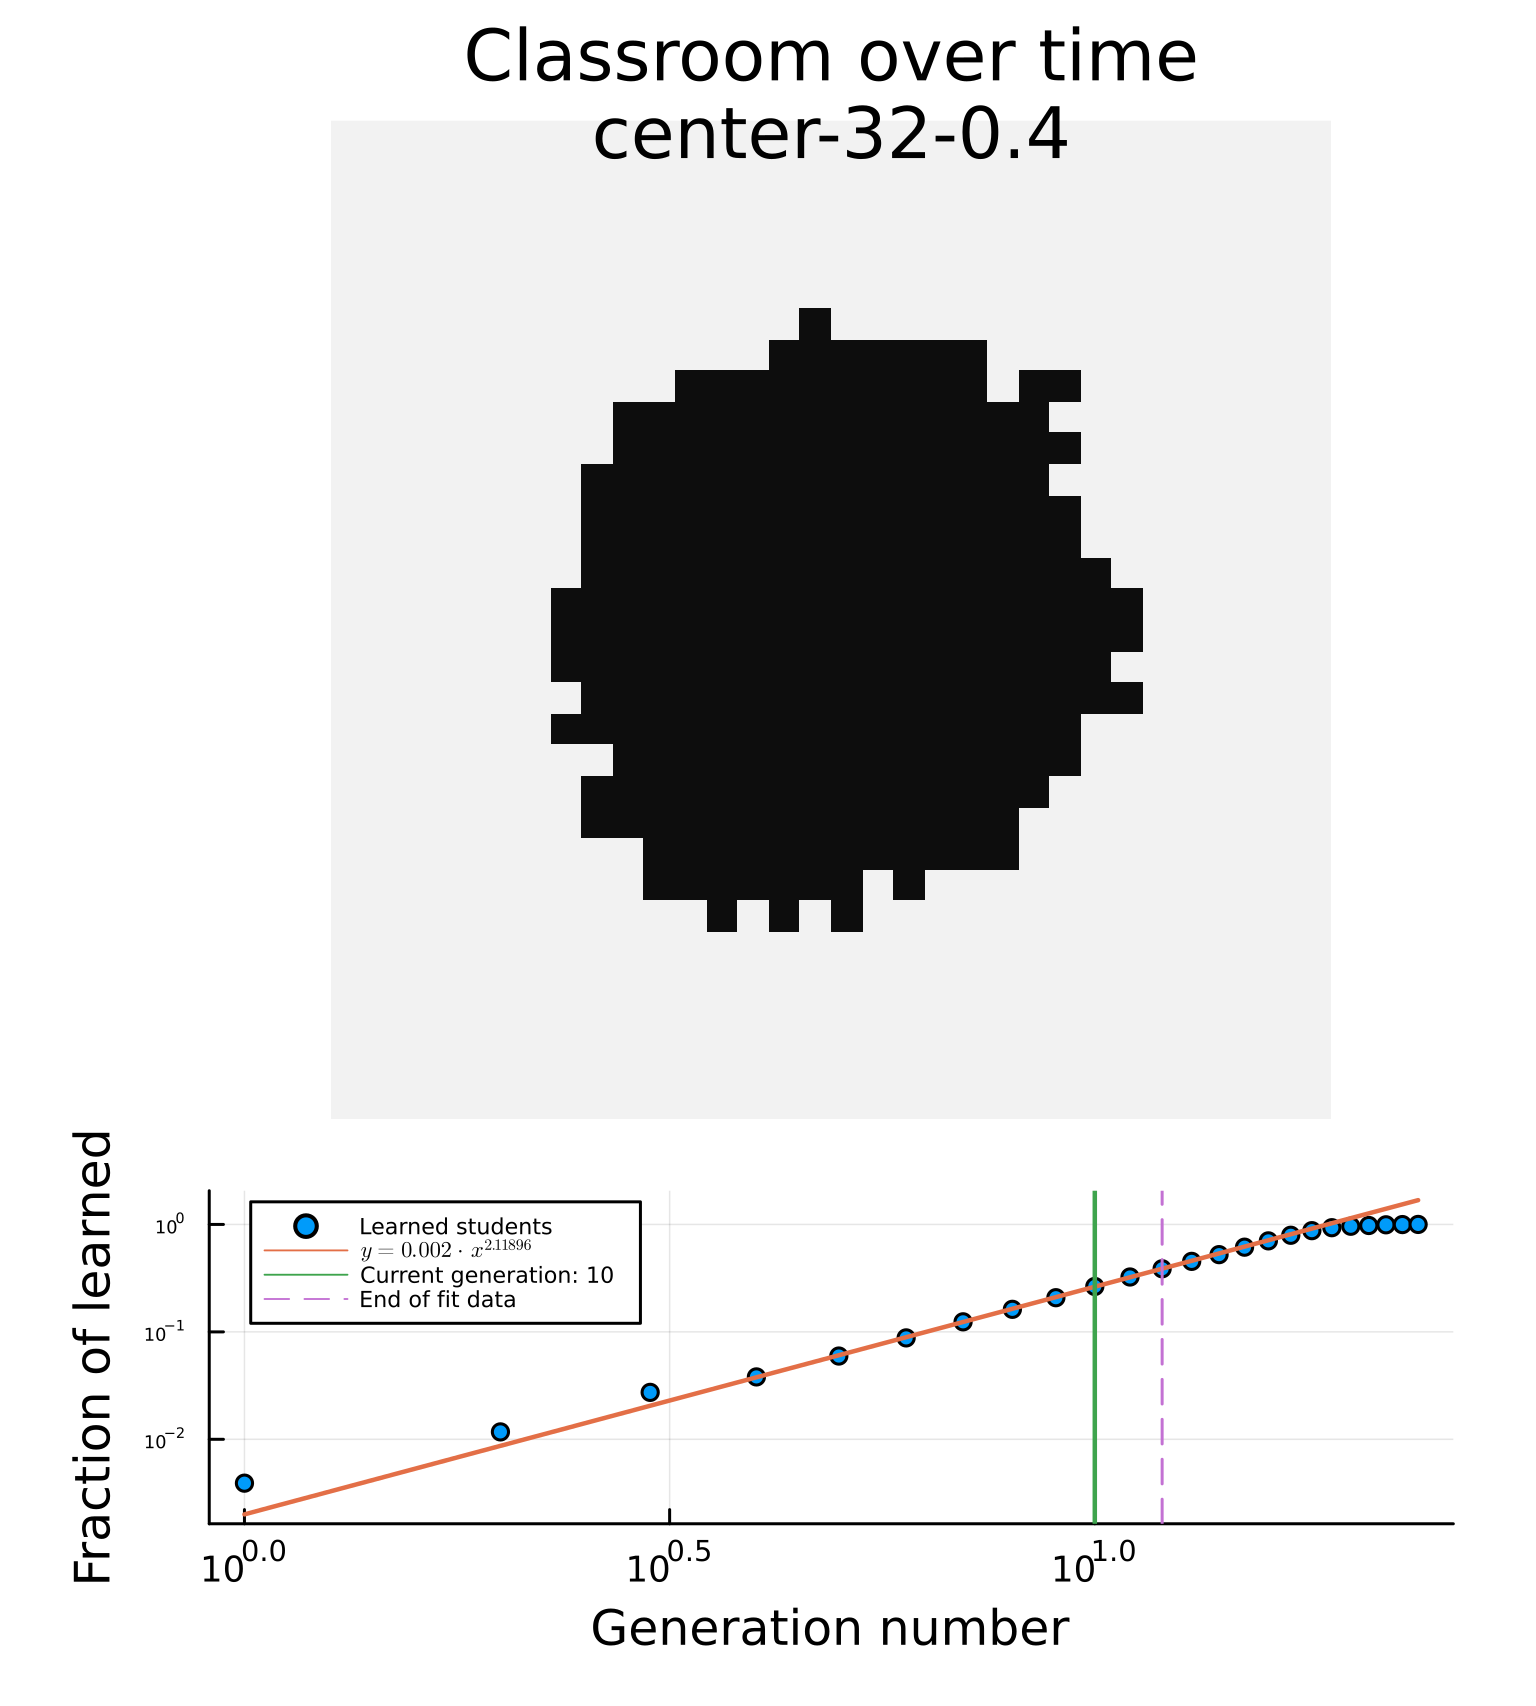 Classroom over time
center-32-0.4
Fraction of learned
10^0
10^-1
10^-2
Learned students
y = 0.002 · x^2.11896
Current generation: 10
End of fit data
10^0.0 10^0.5 10^1.0
Generation number